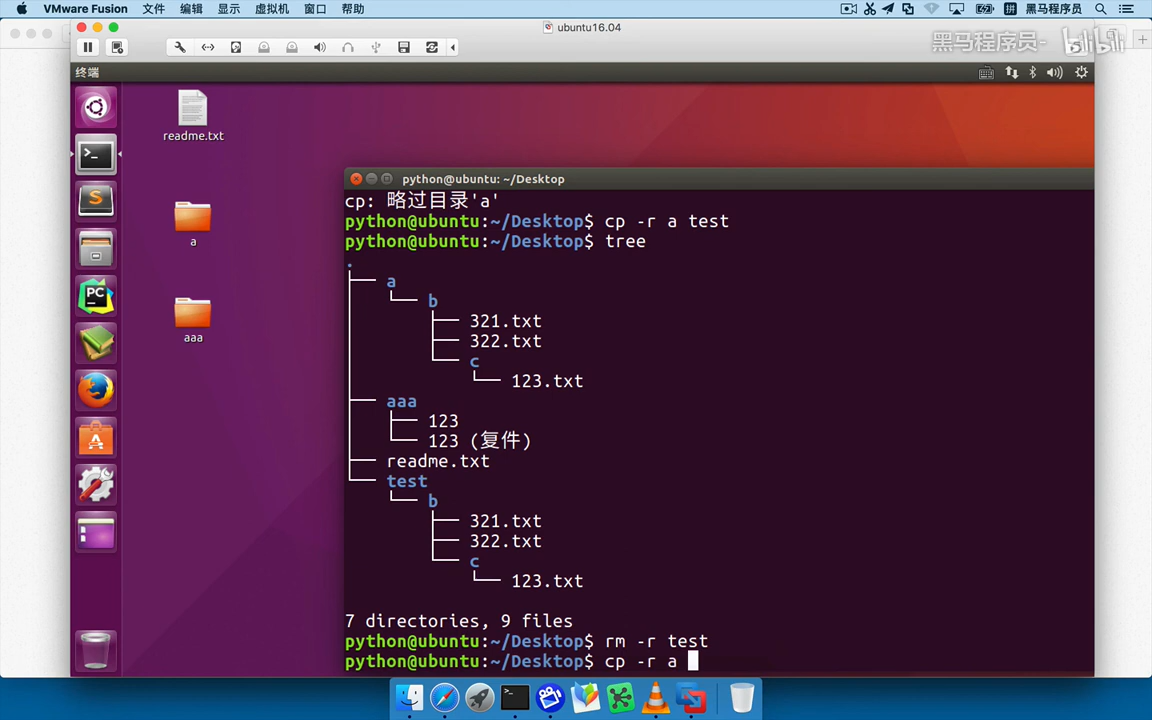 VMware Fusion 文件 编辑 显示 虚拟机 窗口 帮助 拼 黑马程序员
ubuntu16.04
黑马程序员- bilibili
终端
readme.txt
a
aaa
python@ubuntu: ~/Desktop
cp: 略过目录'a'
python@ubuntu:~/Desktop$ cp -r a test
python@ubuntu:~/Desktop$ tree
.
├── a
│   └── b
│       ├── 321.txt
│       ├── 322.txt
│       └── c
│           └── 123.txt
├── aaa
│   ├── 123
│   └── 123 (复件)
├── readme.txt
└── test
    └── b
        ├── 321.txt
        ├── 322.txt
        └── c
            └── 123.txt
7 directories, 9 files
python@ubuntu:~/Desktop$ rm -r test
python@ubuntu:~/Desktop$ cp -r a